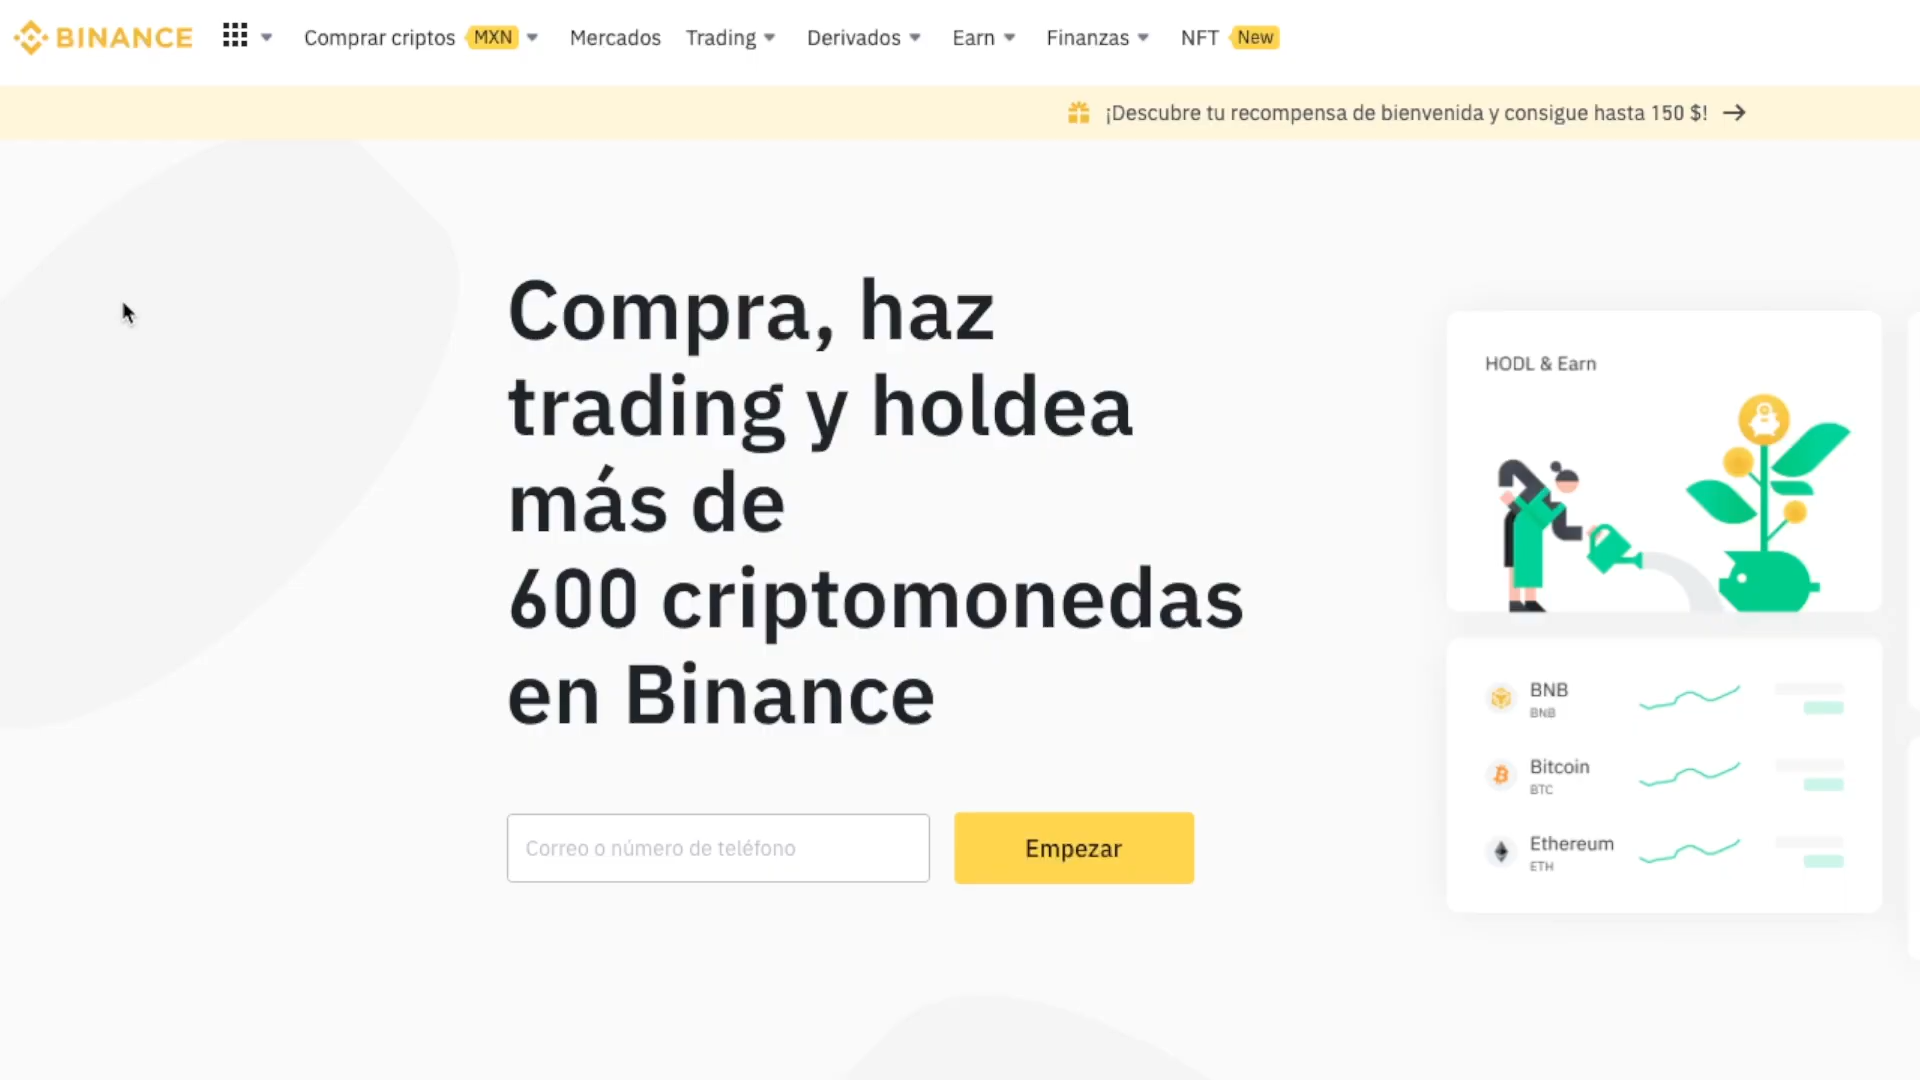 BINANCE
Comprar criptos MXN
Mercados
Trading
Derivados
Earn
Finanzas
NFT New
¡Descubre tu recompensa de bienvenida y consigue hasta 150 $! →
Compra, haz
trading y holdea
más de
600 criptomonedas
en Binance
Correo o número de teléfono
Empezar
HODL & Earn
BNB
BNB
Bitcoin
BTC
Ethereum
ETH